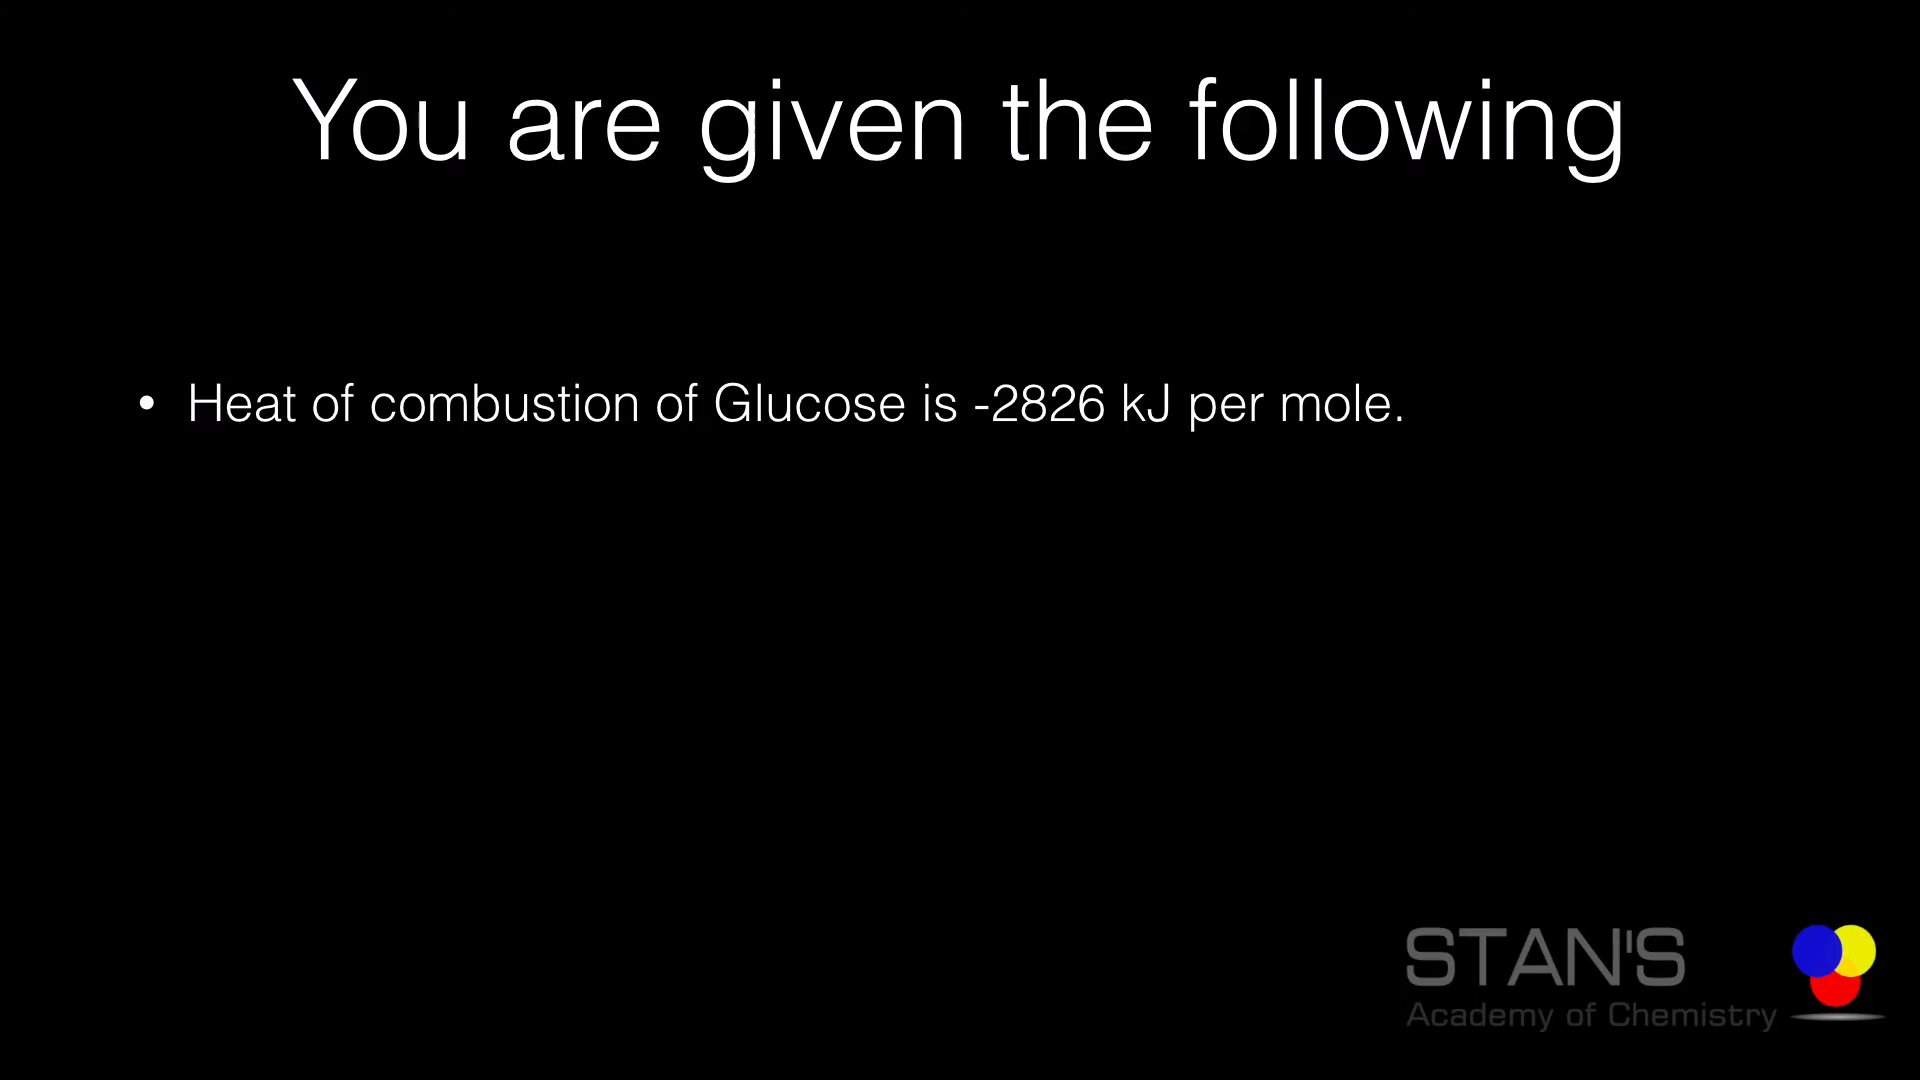 You are given the following
• Heat of combustion of Glucose is -2826 kJ per mole.
STAN'S
Academy of Chemistry